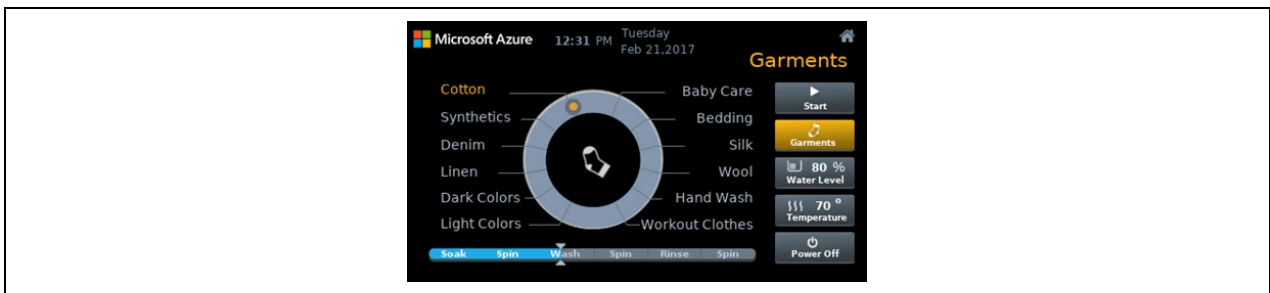 Microsoft Azure 12:31 PM Tuesday
Feb 21,2017
Garments
Cotton
Synthetics
Denim
Linen
Dark Colors
Light Colors
Baby Care
Bedding
Silk
Wool
Hand Wash
Workout Clothes
Start
Garments
80 %
Water Level
70 °
Temperature
Power Off
Soak Spin Wash Spin Rinse Spin